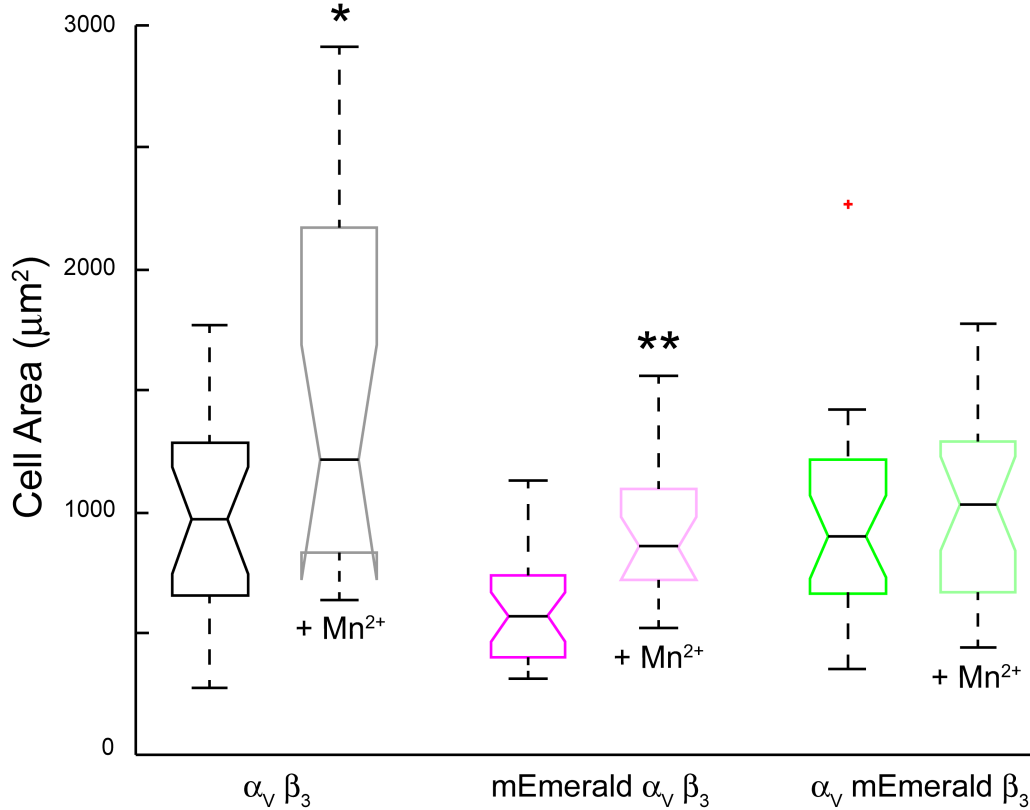 3000
2000
1000
0
Cell Area (μm²)
*
+ Mn²⁺
**
+ Mn²⁺
+ Mn²⁺
αV β3
mEmerald αV β3
αV mEmerald β3